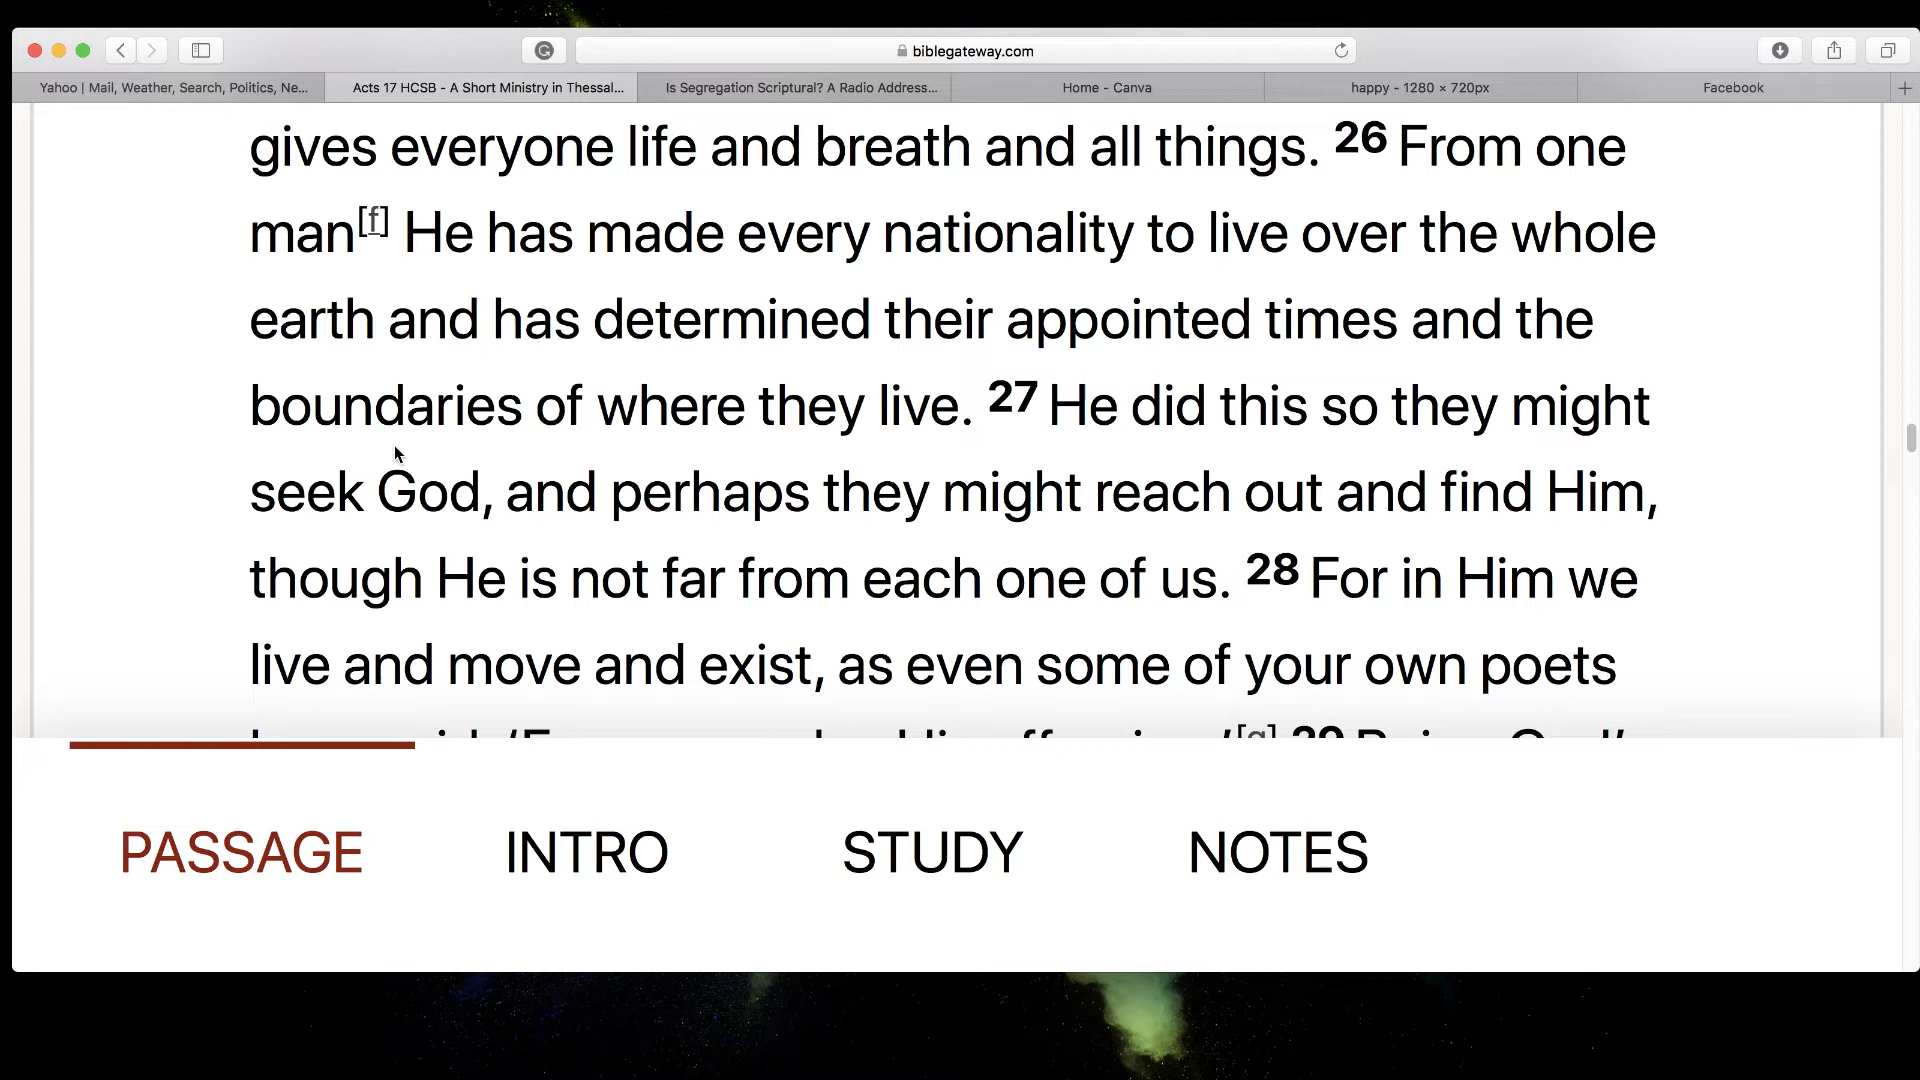 biblegateway.com
Yahoo | Mail, Weather, Search, Politics, Ne...
Acts 17 HCSB - A Short Ministry in Thessal...
Is Segregation Scriptural? A Radio Address...
Home - Canva
happy - 1280 × 720px
Facebook
gives everyone life and breath and all things. 26 From one
man[f] He has made every nationality to live over the whole
earth and has determined their appointed times and the
boundaries of where they live. 27 He did this so they might
seek God, and perhaps they might reach out and find Him,
though He is not far from each one of us. 28 For in Him we
live and move and exist, as even some of your own poets
PASSAGE
INTRO
STUDY
NOTES